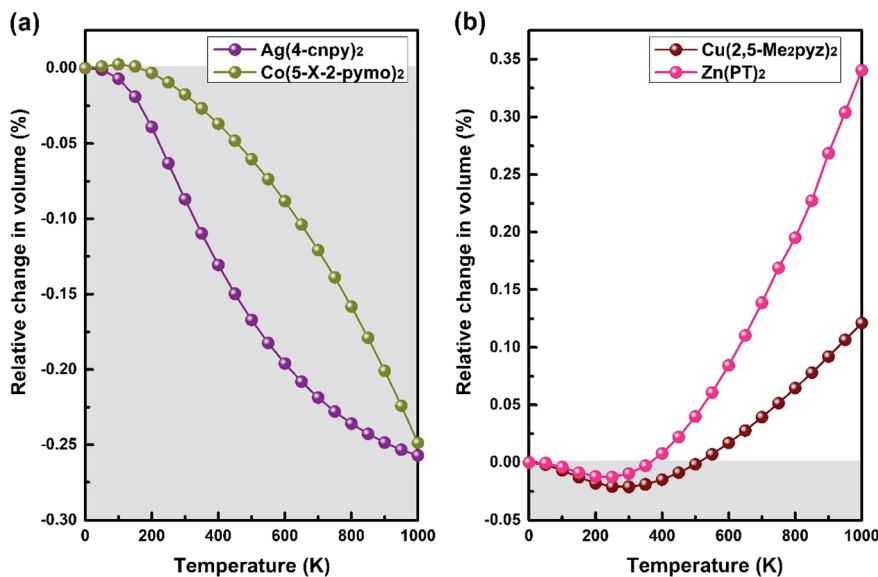 (a)
Ag(4-cnpy)₂
Co(5-X-2-pymo)₂
0.00
-0.05
-0.10
-0.15
-0.20
-0.25
-0.30
Relative change in volume (%)
0 200 400 600 800 1000
Temperature (K)
(b)
Cu(2,5-Me₂pyz)₂
Zn(PT)₂
0.35
0.30
0.25
0.20
0.15
0.10
0.05
0.00
-0.05
Relative change in volume (%)
0 200 400 600 800 1000
Temperature (K)